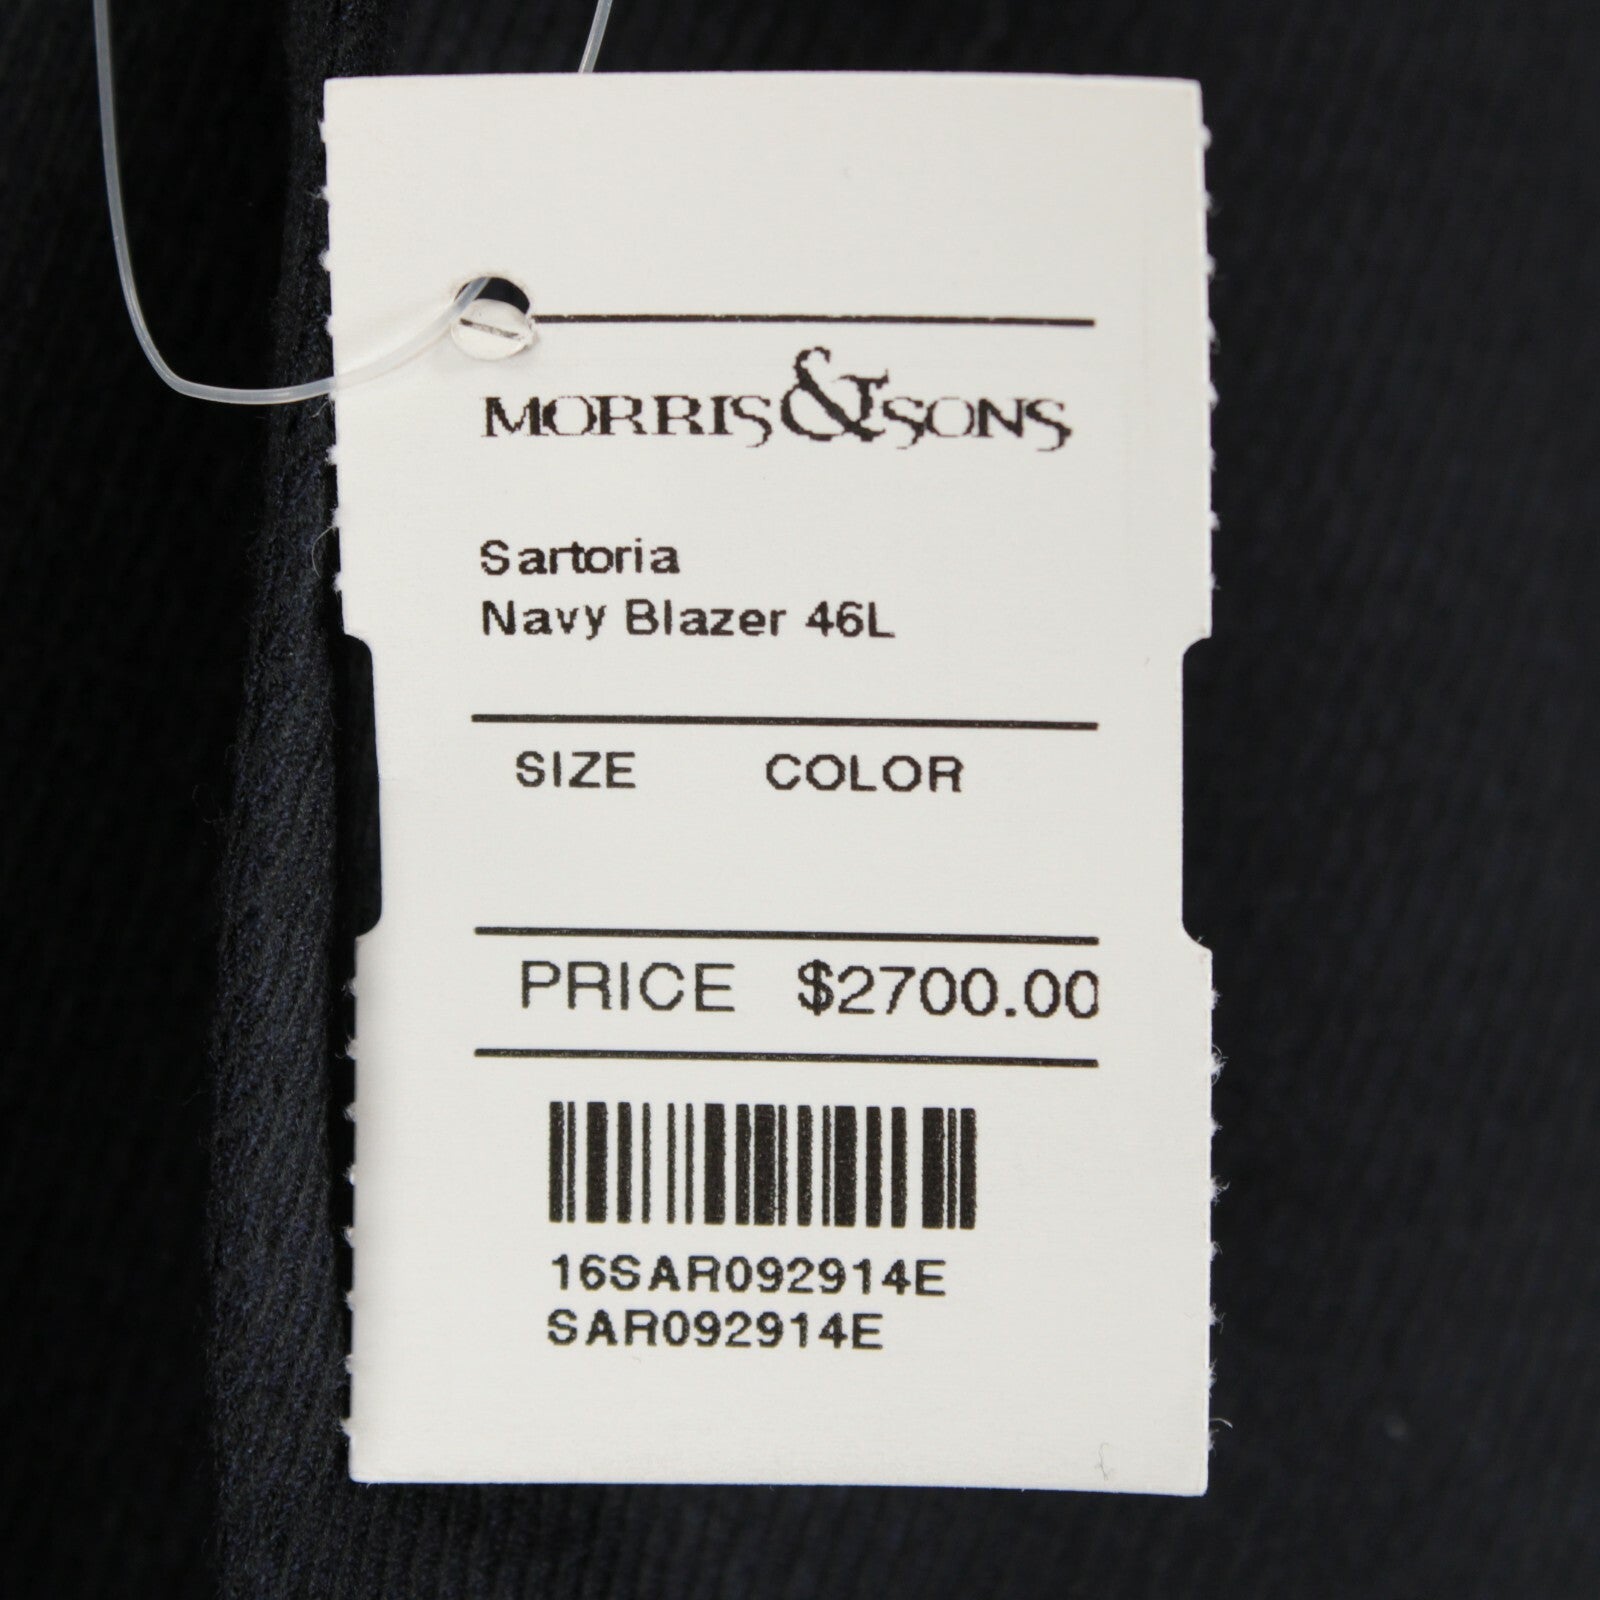 MORRIS&SONS
Sartoria
Navy Blazer 46L
SIZE COLOR
PRICE $2700.00
16SAR092914E
SAR092914E